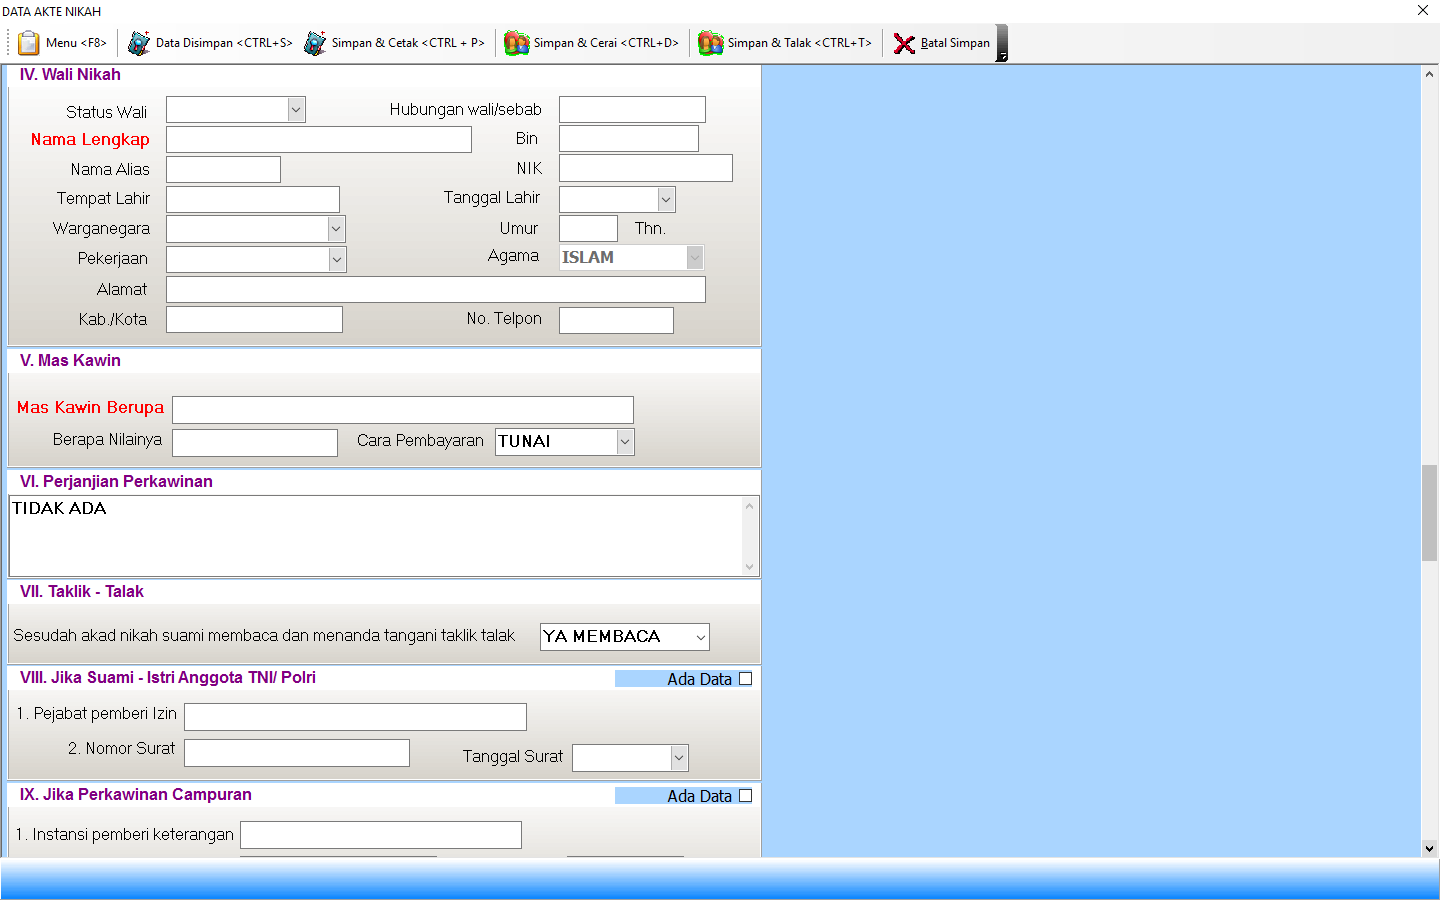 DATA AKTE NIKAH
Menu <F8> Data Disimpan <CTRL+S> Simpan & Cetak <CTRL + P> Simpan & Cerai <CTRL+D> Simpan & Talak <CTRL+T> Batal Simpan
IV. Wali Nikah
Status Wali Hubungan wali/sebab
Nama Lengkap Bin
Nama Alias NIK
Tempat Lahir Tanggal Lahir
Warganegara Umur Thn.
Pekerjaan Agama ISLAM
Alamat
Kab./Kota No. Telpon
V. Mas Kawin
Mas Kawin Berupa
Berapa Nilainya Cara Pembayaran TUNAI
VI. Perjanjian Perkawinan
TIDAK ADA
VII. Taklik - Talak
Sesudah akad nikah suami membaca dan menanda tangani taklik talak YA MEMBACA
VIII. Jika Suami - Istri Anggota TNI/ Polri Ada Data
1. Pejabat pemberi Izin
2. Nomor Surat Tanggal Surat
IX. Jika Perkawinan Campuran Ada Data
1. Instansi pemberi keterangan